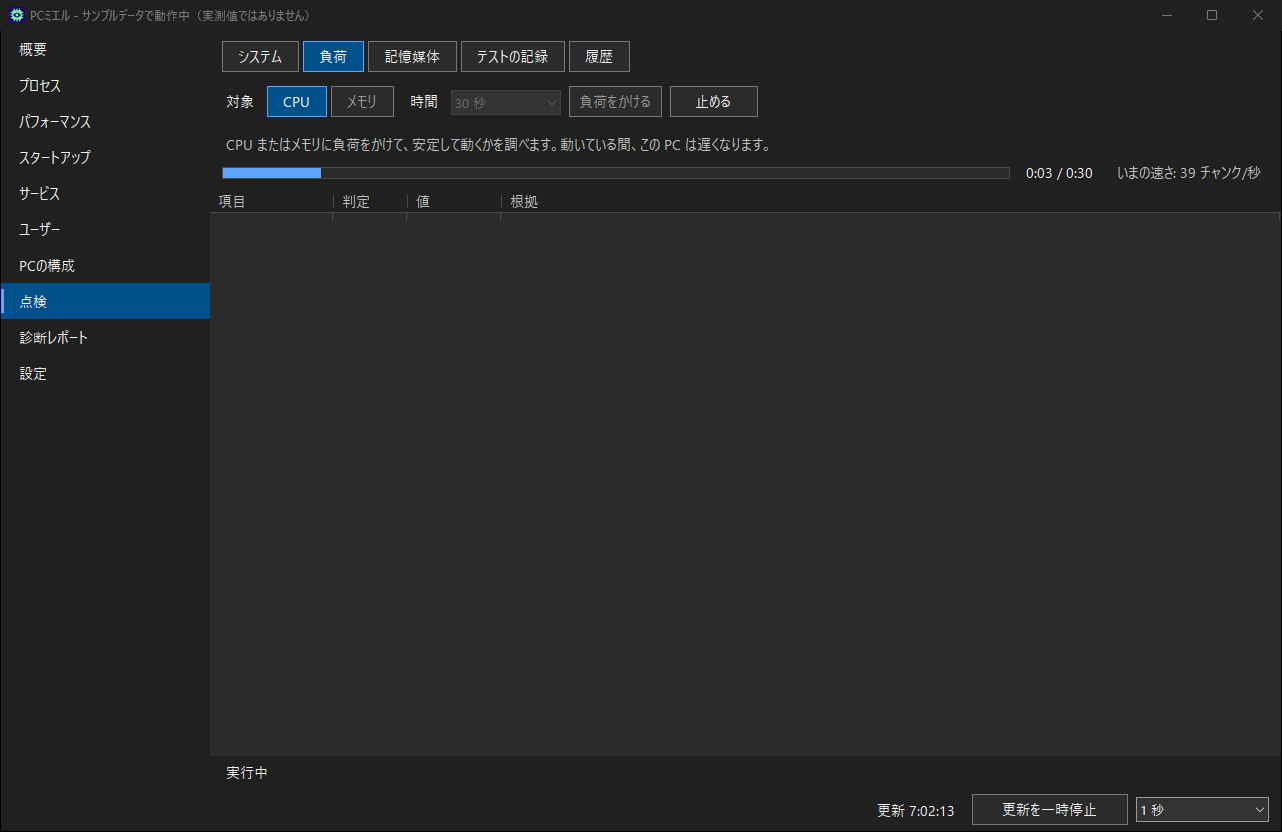 PCミエル - サンプルデータで動作中（実測値ではありません）
概要
プロセス
パフォーマンス
スタートアップ
サービス
ユーザー
PCの構成
点検
診断レポート
設定
システム 負荷 記憶媒体 テストの記録 履歴
対象 CPU メモリ 時間 30 秒 負荷をかける 止める
CPU またはメモリに負荷をかけて、安定して動くかを調べます。動いている間、この PC は遅くなります。
0:03 / 0:30 いまの速さ: 39 チャンク/秒
項目 判定 値 根拠
実行中
更新 7:02:13 更新を一時停止 1 秒